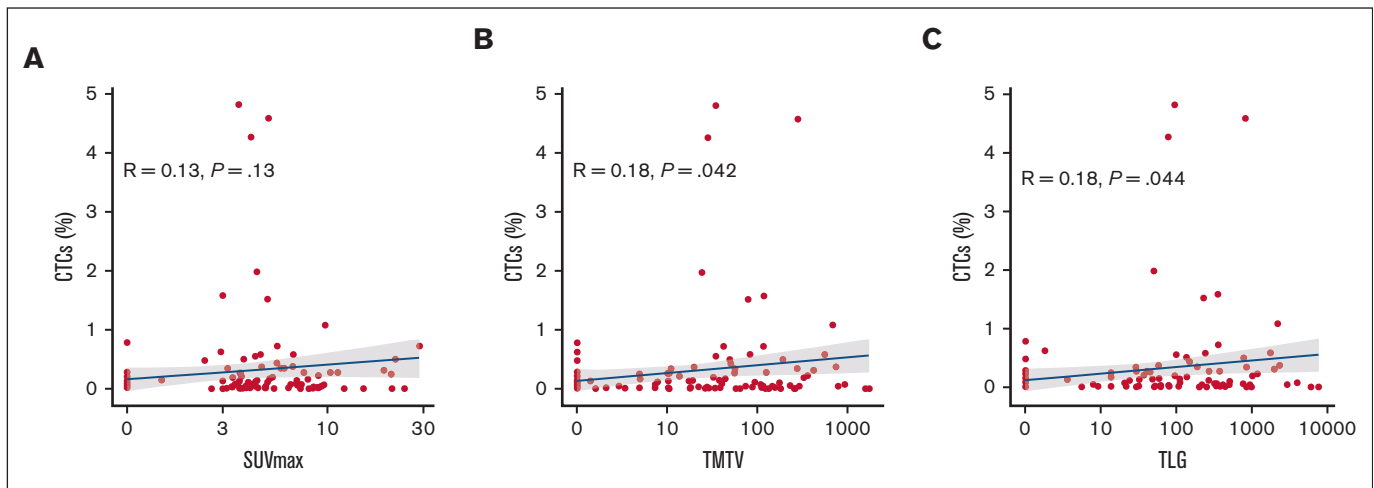 A
CTCs (%)
5
4
3
2
1
0
R = 0.13, P = .13
0 3 10 30
SUVmax
B
CTCs (%)
5
4
3
2
1
0
R = 0.18, P = .042
0 10 100 1000
TMTV
C
CTCs (%)
5
4
3
2
1
0
R = 0.18, P = .044
0 10 100 1000 10000
TLG